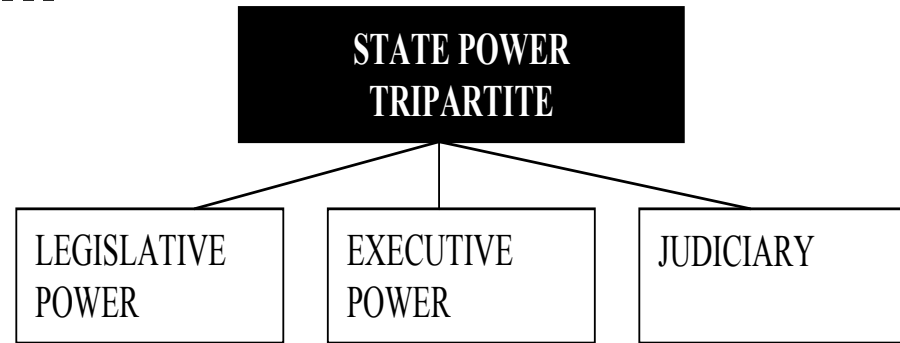 STATE POWER
TRIPARTITE
LEGISLATIVE
POWER
EXECUTIVE
POWER
JUDICIARY